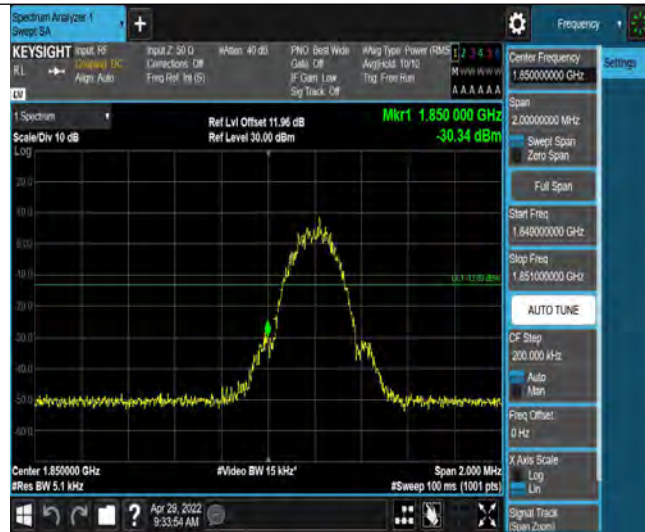 Spectrum Analyzer 1
Swept SA
Frequency
KEYSIGHT
Input: RF
Input Z: 50 Ω
#Atten: 40 dB
PNO: Best Wide
#Avg Type: Power (RMS
1 2 3 4 5 6
RL
Coupling: DC
Corrections: Off
Gate: Off
Avg|Hold: 10/10
M W W W W W
Align: Auto
Freq Ref: Int (S)
IF Gain: Low
Trig: Free Run
Sig Track: Off
A A A A A A
LXI
1 Spectrum
Ref Lvl Offset 11.96 dB
Mkr1 1.850 000 GHz
Scale/Div 10 dB
Ref Level 30.00 dBm
-30.34 dBm
Log
20.0
10.0
0.00
-10.0
-20.0
-30.0
-40.0
-50.0
-60.0
Center 1.850000 GHz
#Video BW 15 kHz*
Span 2.000 MHz
#Res BW 5.1 kHz
#Sweep 100 ms (1001 pts)
Apr 29, 2022
9:33:54 AM
Center Frequency
1.850000000 GHz
Settings
Span
2.00000000 MHz
Swept Span
Zero Span
Full Span
Start Freq
1.849000000 GHz
Stop Freq
1.851000000 GHz
AUTO TUNE
CF Step
200.000 kHz
Auto
Man
Freq Offset
0 Hz
X Axis Scale
Log
Lin
Signal Track
(Span Zoom)